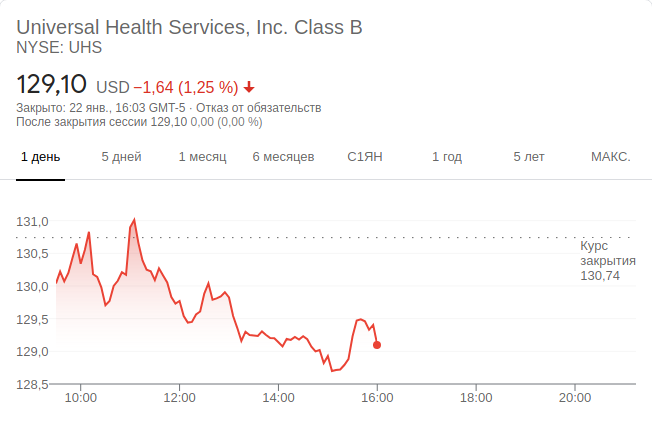 Universal Health Services, Inc. Class B
NYSE: UHS
129,10 USD −1,64 (1,25 %)
Закрыто: 22 янв., 16:03 GMT-5 · Отказ от обязательств
После закрытия сессии 129,10 0,00 (0,00 %)
1 день 5 дней 1 месяц 6 месяцев С1ЯН 1 год 5 лет МАКС.
131,0
130,5
130,0
129,5
129,0
128,5
Курс
закрытия
130,74
10:00 12:00 14:00 16:00 18:00 20:00